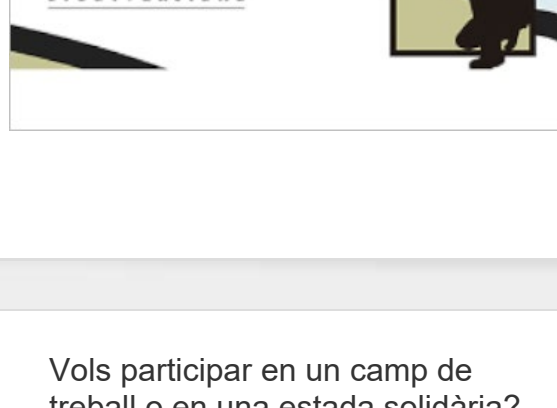 Vols participar en un camp de
treball o en una estada solidària?